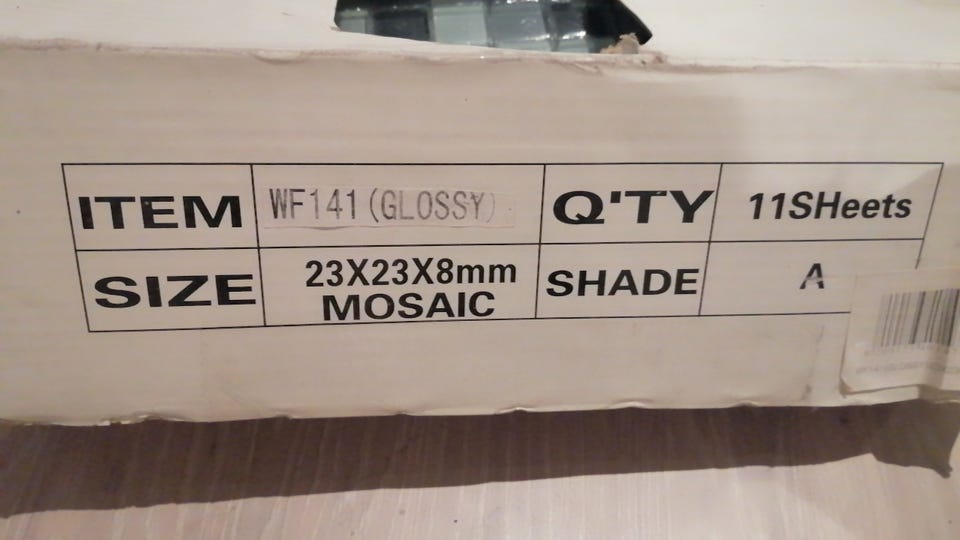 ITEM WF141(GLOSSY) Q'TY 11SHeets
SIZE 23X23X8mm MOSAIC SHADE A